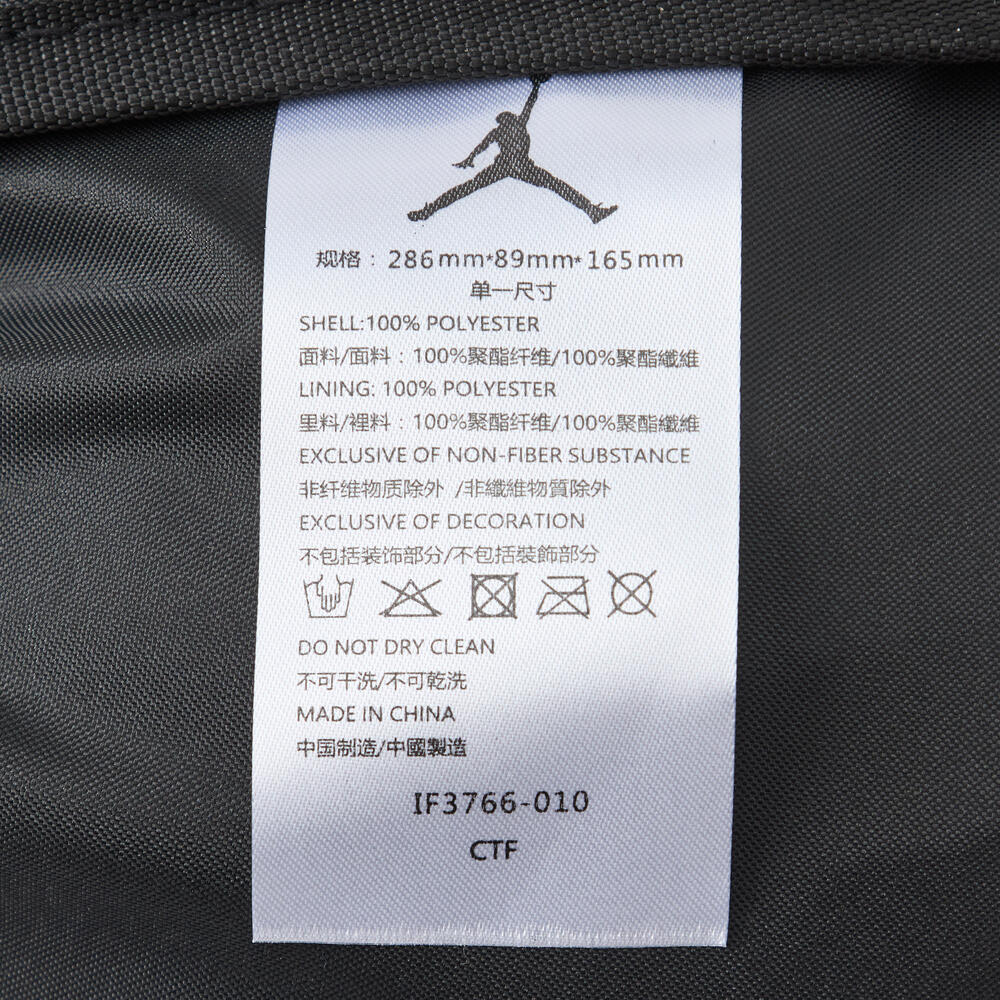 规格：286mm*89mm*165mm
单一尺寸
SHELL:100% POLYESTER
面料/面料：100%聚酯纤维/100%聚酯纖維
LINING: 100% POLYESTER
里料/裡料：100%聚酯纤维/100%聚酯纖維
EXCLUSIVE OF NON-FIBER SUBSTANCE
非纤维物质除外 /非纖維物質除外
EXCLUSIVE OF DECORATION
不包括装饰部分/不包括裝飾部分
DO NOT DRY CLEAN
不可干洗/不可乾洗
MADE IN CHINA
中国制造/中國製造
IF3766-010
CTF